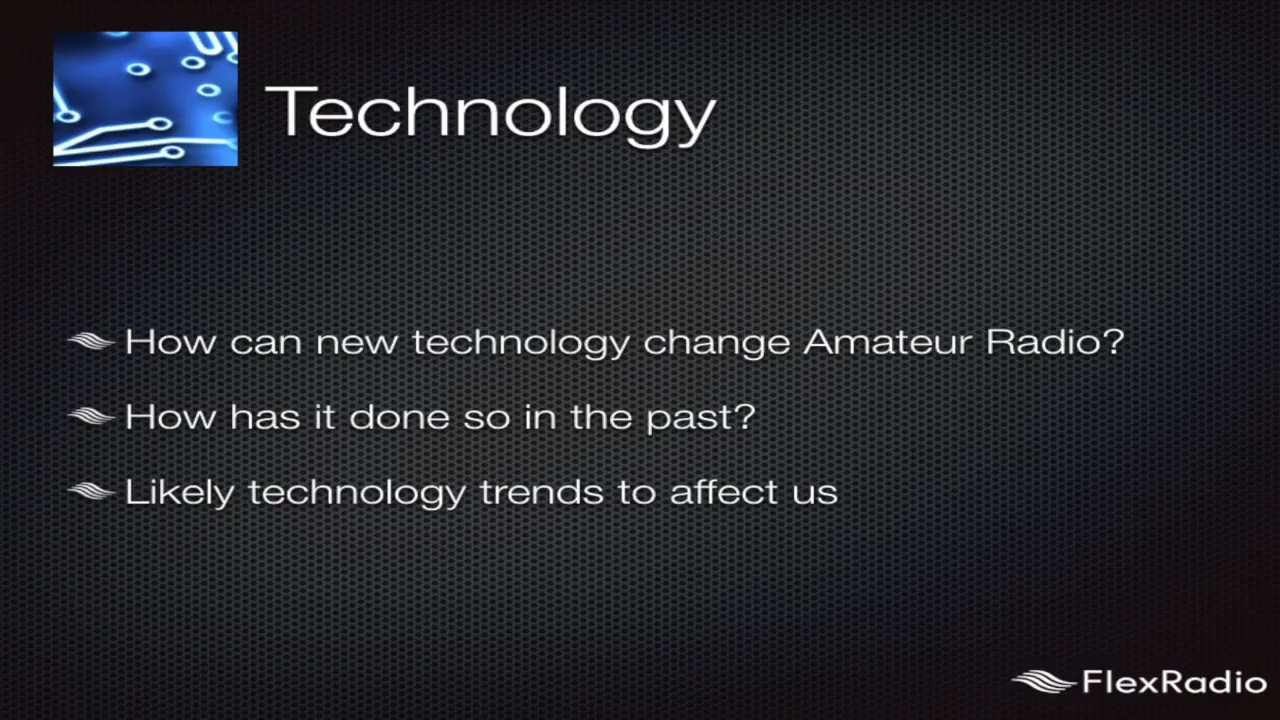 Technology
How can new technology change Amateur Radio?
How has it done so in the past?
Likely technology trends to affect us
FlexRadio